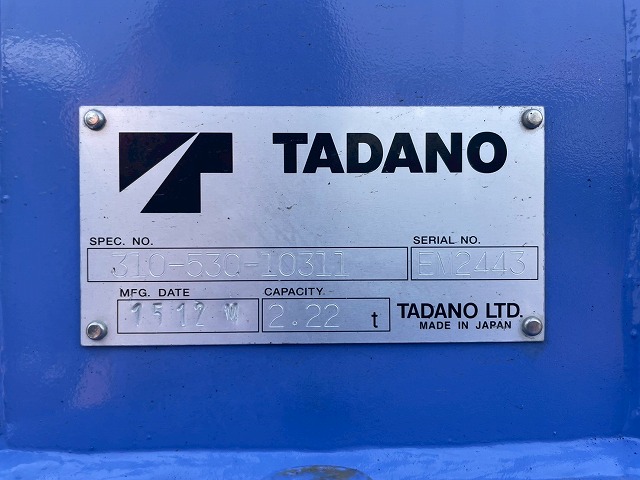 TADANO
SPEC. NO.
310-530-10311
SERIAL NO.
EV2443
MFG. DATE
1512
CAPACITY
2.22 t
TADANO LTD.
MADE IN JAPAN